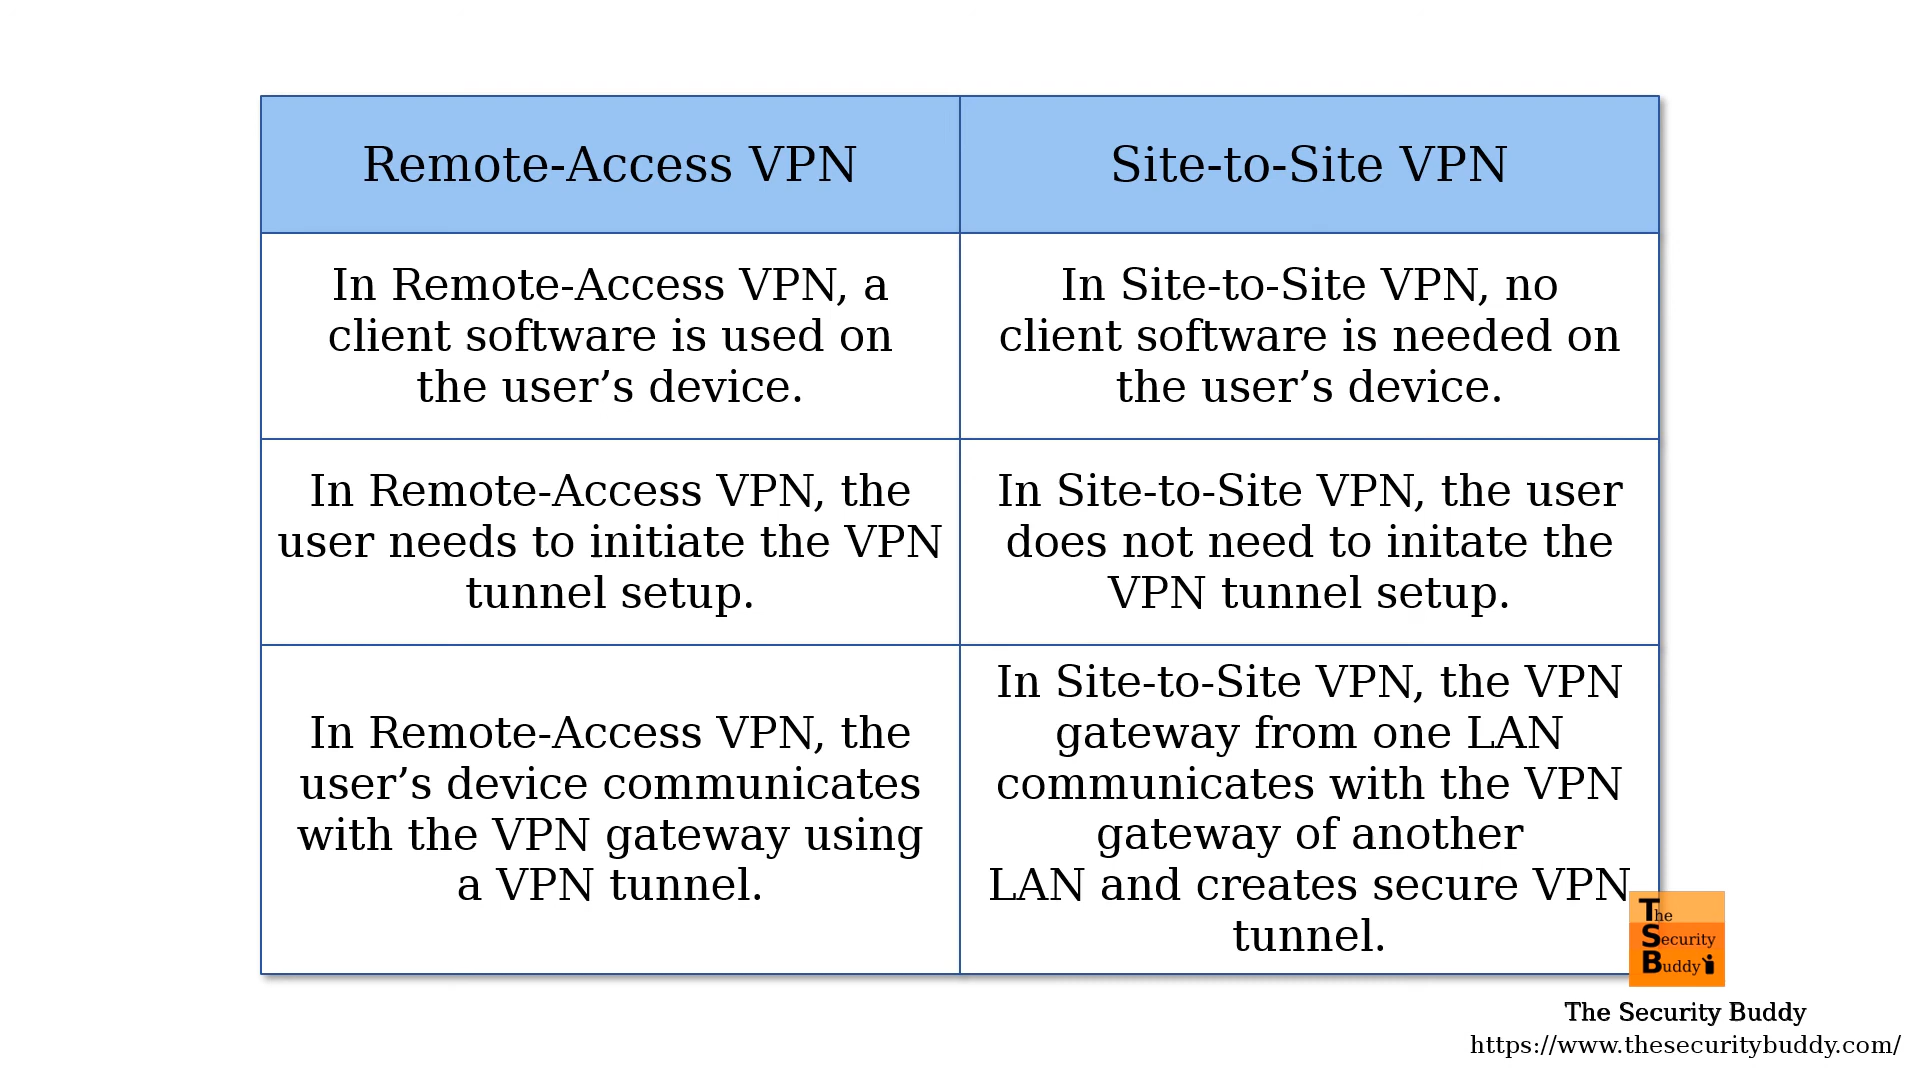 Remote-Access VPN
Site-to-Site VPN
In Remote-Access VPN, a
client software is used on
the user’s device.
In Site-to-Site VPN, no
client software is needed on
the user’s device.
In Remote-Access VPN, the
user needs to initiate the VPN
tunnel setup.
In Site-to-Site VPN, the user
does not need to initate the
VPN tunnel setup.
In Remote-Access VPN, the
user’s device communicates
with the VPN gateway using
a VPN tunnel.
In Site-to-Site VPN, the VPN
gateway from one LAN
communicates with the VPN
gateway of another
LAN and creates secure VPN
tunnel.
The
Security
Buddy
The Security Buddy
https://www.thesecuritybuddy.com/